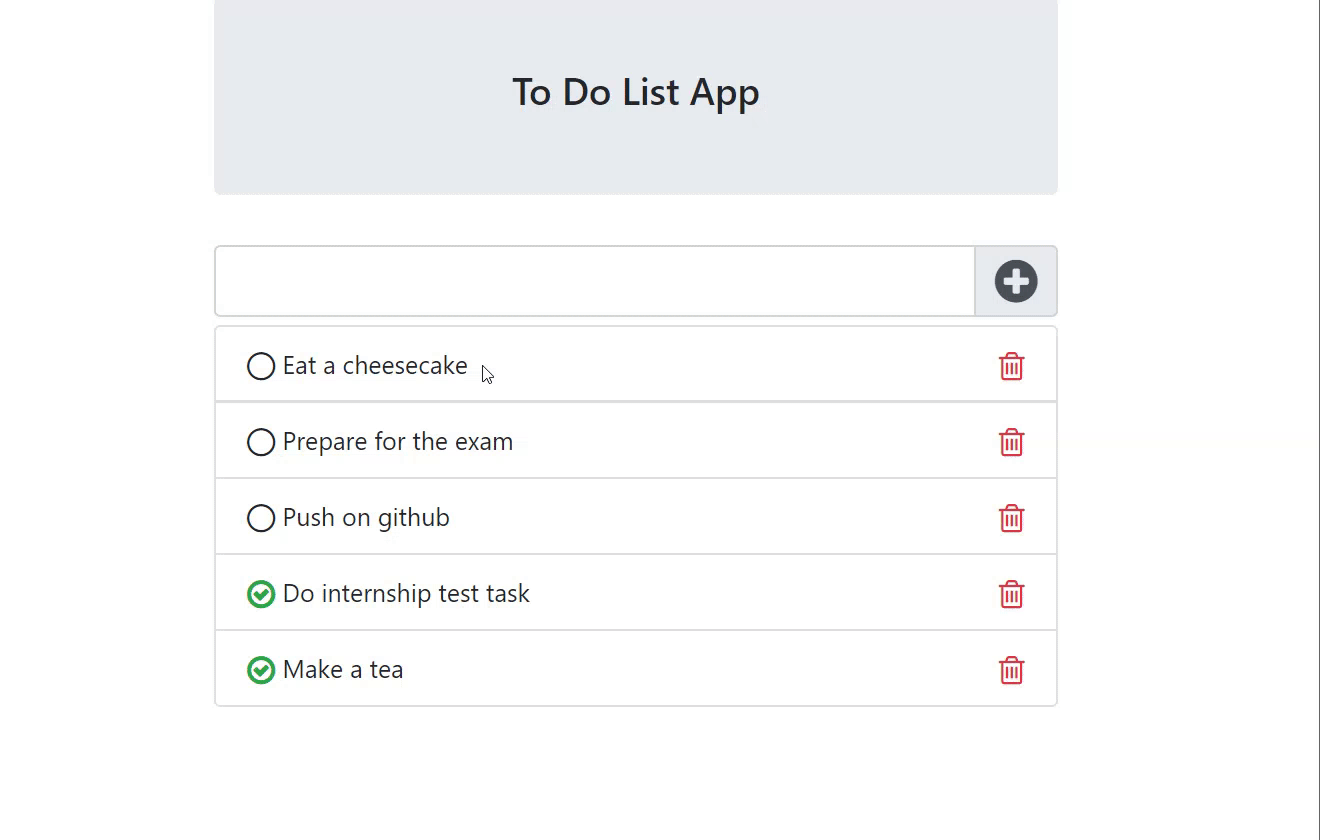 To Do List App
Eat a cheesecake
Prepare for the exam
Push on github
Do internship test task
Make a tea